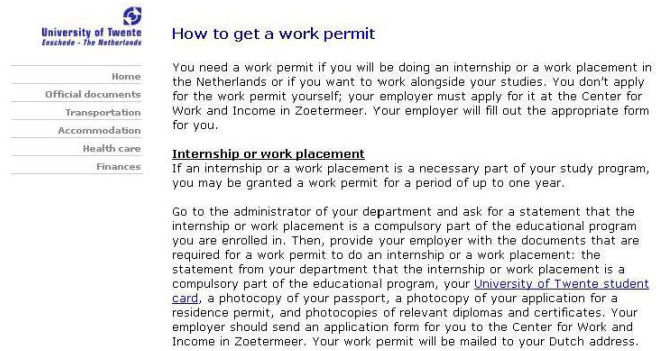 University of Twente
Enschede - The Netherlands
Home
Official documents
Transportation
Accommodation
Health care
Finances
How to get a work permit
You need a work permit if you will be doing an internship or a work placement in
the Netherlands or if you want to work alongside your studies. You don't apply
for the work permit yourself; your employer must apply for it at the Center for
Work and Income in Zoetermeer. Your employer will fill out the appropriate form
for you.
Internship or work placement
If an internship or a work placement is a necessary part of your study program,
you may be granted a work permit for a period of up to one year.
Go to the administrator of your department and ask for a statement that the
internship or work placement is a compulsory part of the educational program
you are enrolled in. Then, provide your employer with the documents that are
required for a work permit to do an internship or a work placement: the
statement from your department that the internship or work placement is a
compulsory part of the educational program, your University of Twente student
card, a photocopy of your passport, a photocopy of your application for a
residence permit, and photocopies of relevant diplomas and certificates. Your
employer should send an application form for you to the Center for Work and
Income in Zoetermeer. Your work permit will be mailed to your Dutch address.